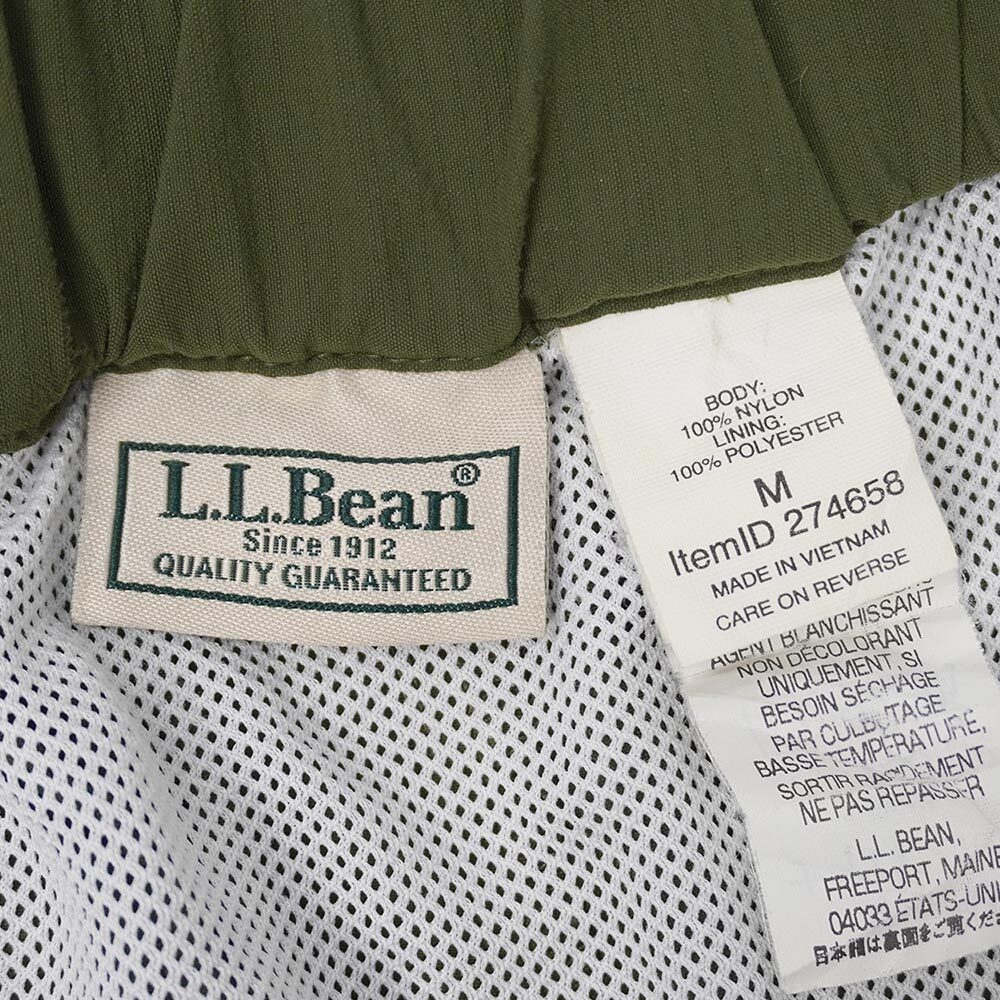 L.L.Bean®
Since 1912
QUALITY GUARANTEED
BODY:
100% NYLON
LINING:
100% POLYESTER
M
ItemID 274658
MADE IN VIETNAM
CARE ON REVERSE
AGENT BLANCHISSANT
NON DÉCOLORANT
UNIQUEMENT, SI
BESOIN SÉCHAGE
PAR CULBUTAGE
BASSE TEMPÉRATURE,
SORTIR RAPIDEMENT
NE PAS REPASSER
L.L. BEAN,
FREEPORT, MAINE
04033 ÉTATS-UNI
日本語は裏面をご覧くださ